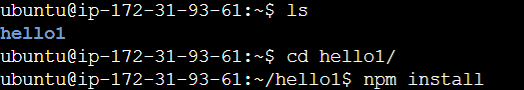 ubuntu@ip-172-31-93-61:~$ ls
hello1
ubuntu@ip-172-31-93-61:~$ cd hello1/
ubuntu@ip-172-31-93-61:~/hello1$ npm install